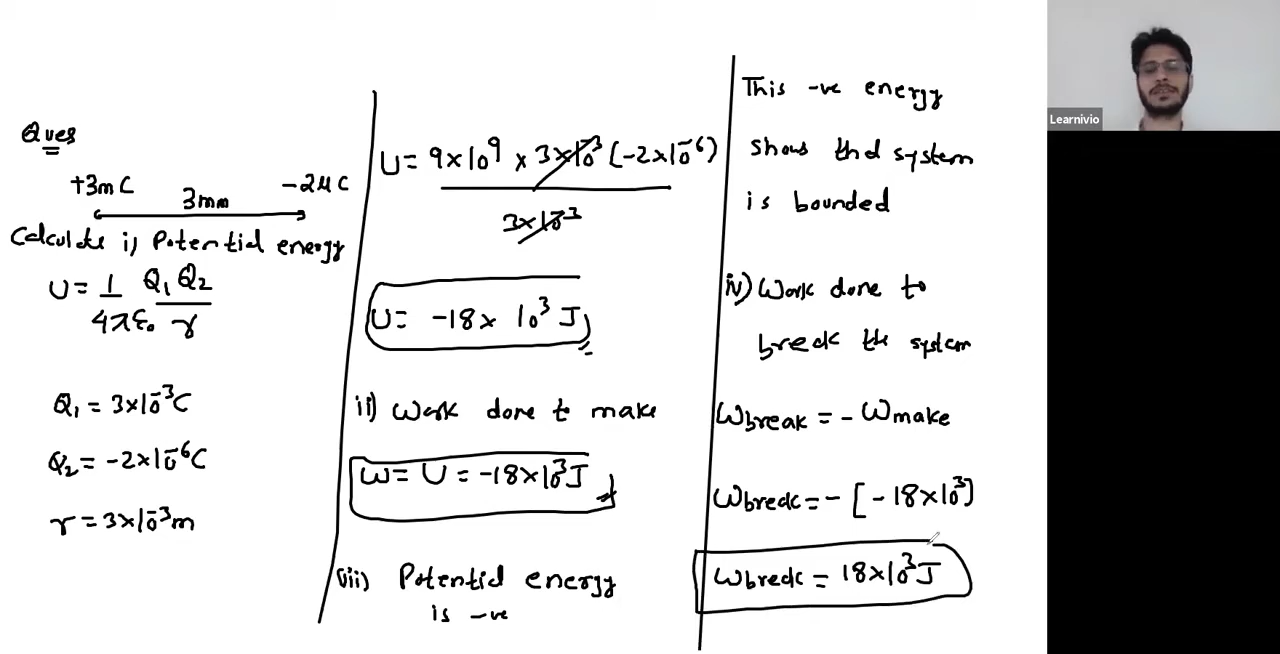 Ques
+3mC
3mm
-2μC
Calculate i) Potential energy
U = 1/4πε₀ Q₁Q₂/r
Q₁ = 3×10⁻³C
Q₂ = -2×10⁻⁶C
r = 3×10⁻³m
U = 9×10⁹ × 3×10⁻³ (-2×10⁻⁶)
3×10⁻³
U = -18× 10³ J
ii) Work done to make
W = U = -18×10³J
(iii) Potential energy
is -ve
This -ve energy
shows that system
is bounded
iv) Work done to
break the system
Wbreak = - Wmake
Wbreak = - [-18×10³]
Wbreak = 18×10³J
Learnivio